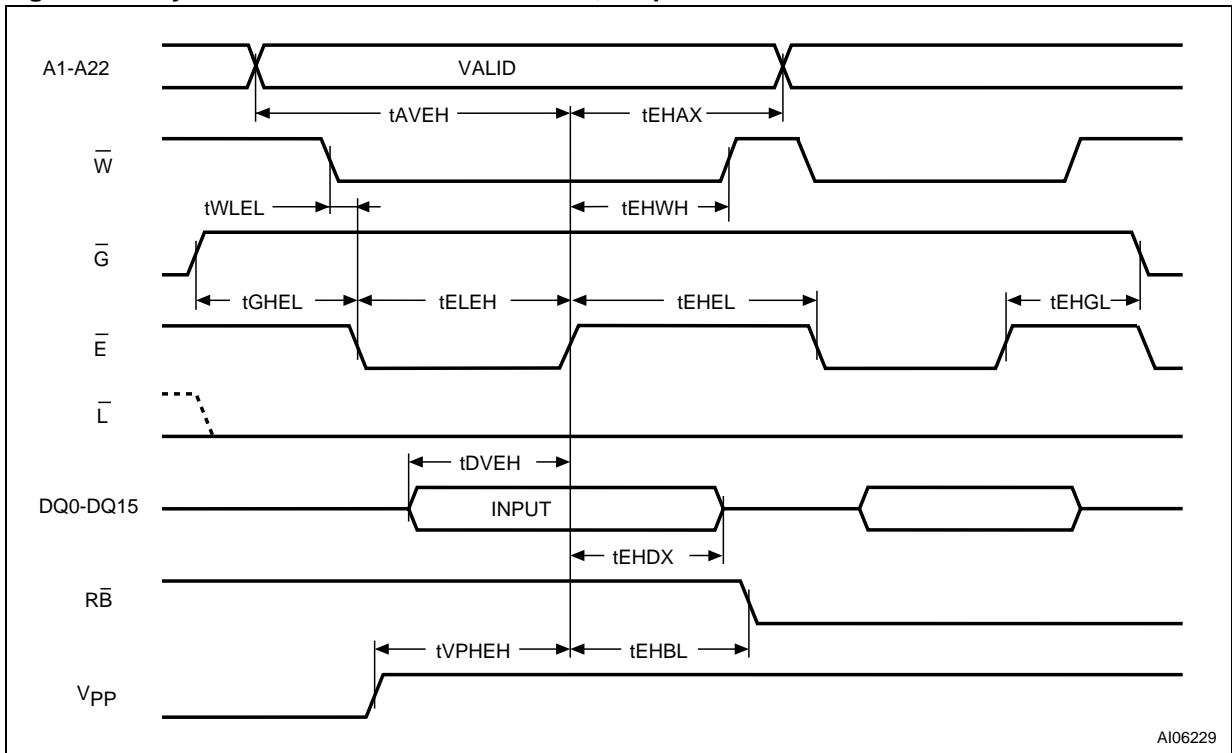 A1-A22
VALID
tAVEH
tEHAX
W̅
tWLEL
tEHWH
G̅
tGHEL
tELEH
tEHEL
tEHGL
E̅
L̅
tDVEH
DQ0-DQ15
INPUT
tEHDX
RB̅
tVPHEH
tEHBL
VPP
AI06229